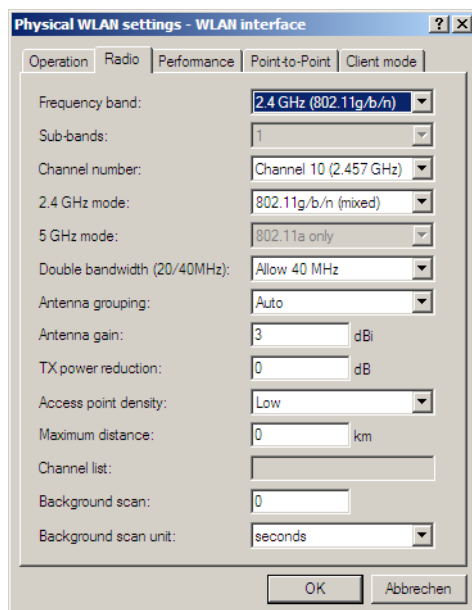 Physical WLAN settings - WLAN interface
Operation Radio Performance Point-to-Point Client mode
Frequency band: 2.4 GHz (802.11g/b/n)
Sub-bands: 1
Channel number: Channel 10 (2.457 GHz)
2.4 GHz mode: 802.11g/b/n (mixed)
5 GHz mode: 802.11a only
Double bandwidth (20/40MHz): Allow 40 MHz
Antenna grouping: Auto
Antenna gain: 3 dBi
TX power reduction: 0 dB
Access point density: Low
Maximum distance: 0 km
Channel list:
Background scan: 0
Background scan unit: seconds
OK Abbrechen